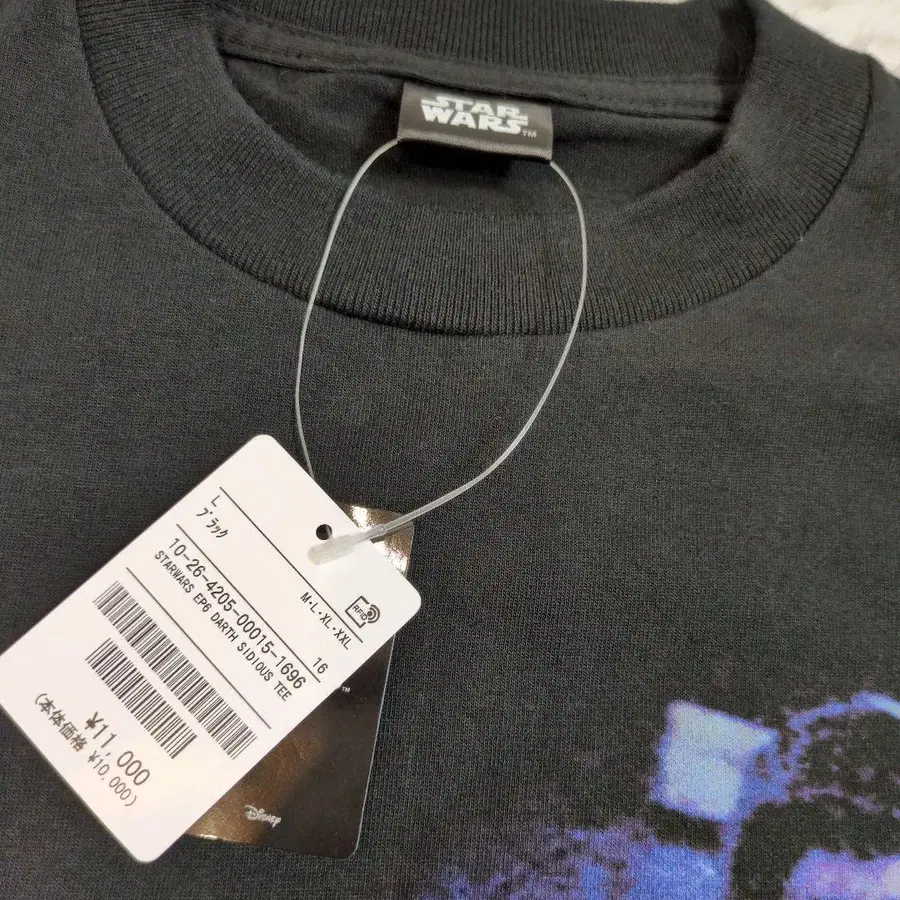 STAR
WARS™
L
ブラック
M・L・XL・XXL
RFID
10-26-4205-00015-1696
16
STARWARS EP6 DARTH SIDIOUS TEE
¥11,000
(本体価格 ¥10,000)
™
Disney